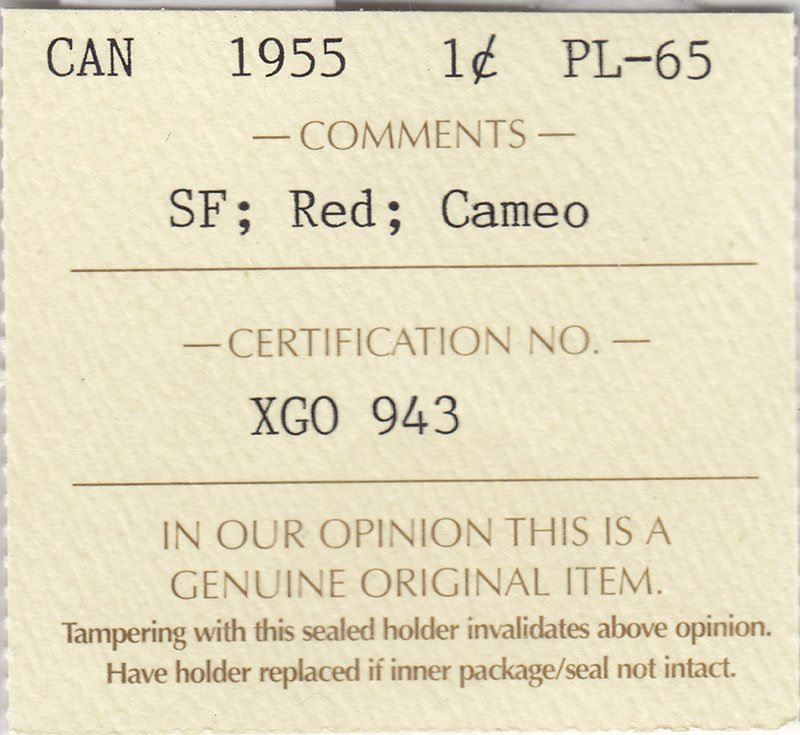 CAN 1955 1¢ PL-65
— COMMENTS —
SF; Red; Cameo
— CERTIFICATION NO. —
XGO 943
IN OUR OPINION THIS IS A
GENUINE ORIGINAL ITEM.
Tampering with this sealed holder invalidates above opinion.
Have holder replaced if inner package/seal not intact.